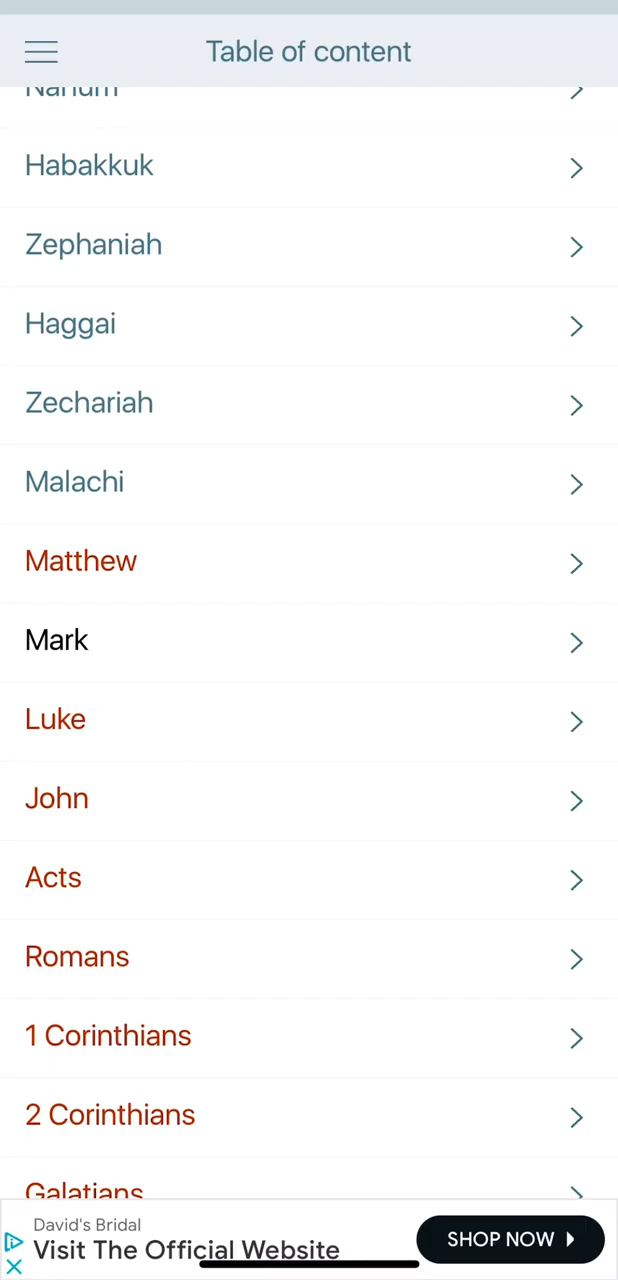 Table of content
Nahum
Habakkuk
Zephaniah
Haggai
Zechariah
Malachi
Matthew
Mark
Luke
John
Acts
Romans
1 Corinthians
2 Corinthians
Galatians
David's Bridal
Visit The Official Website
SHOP NOW